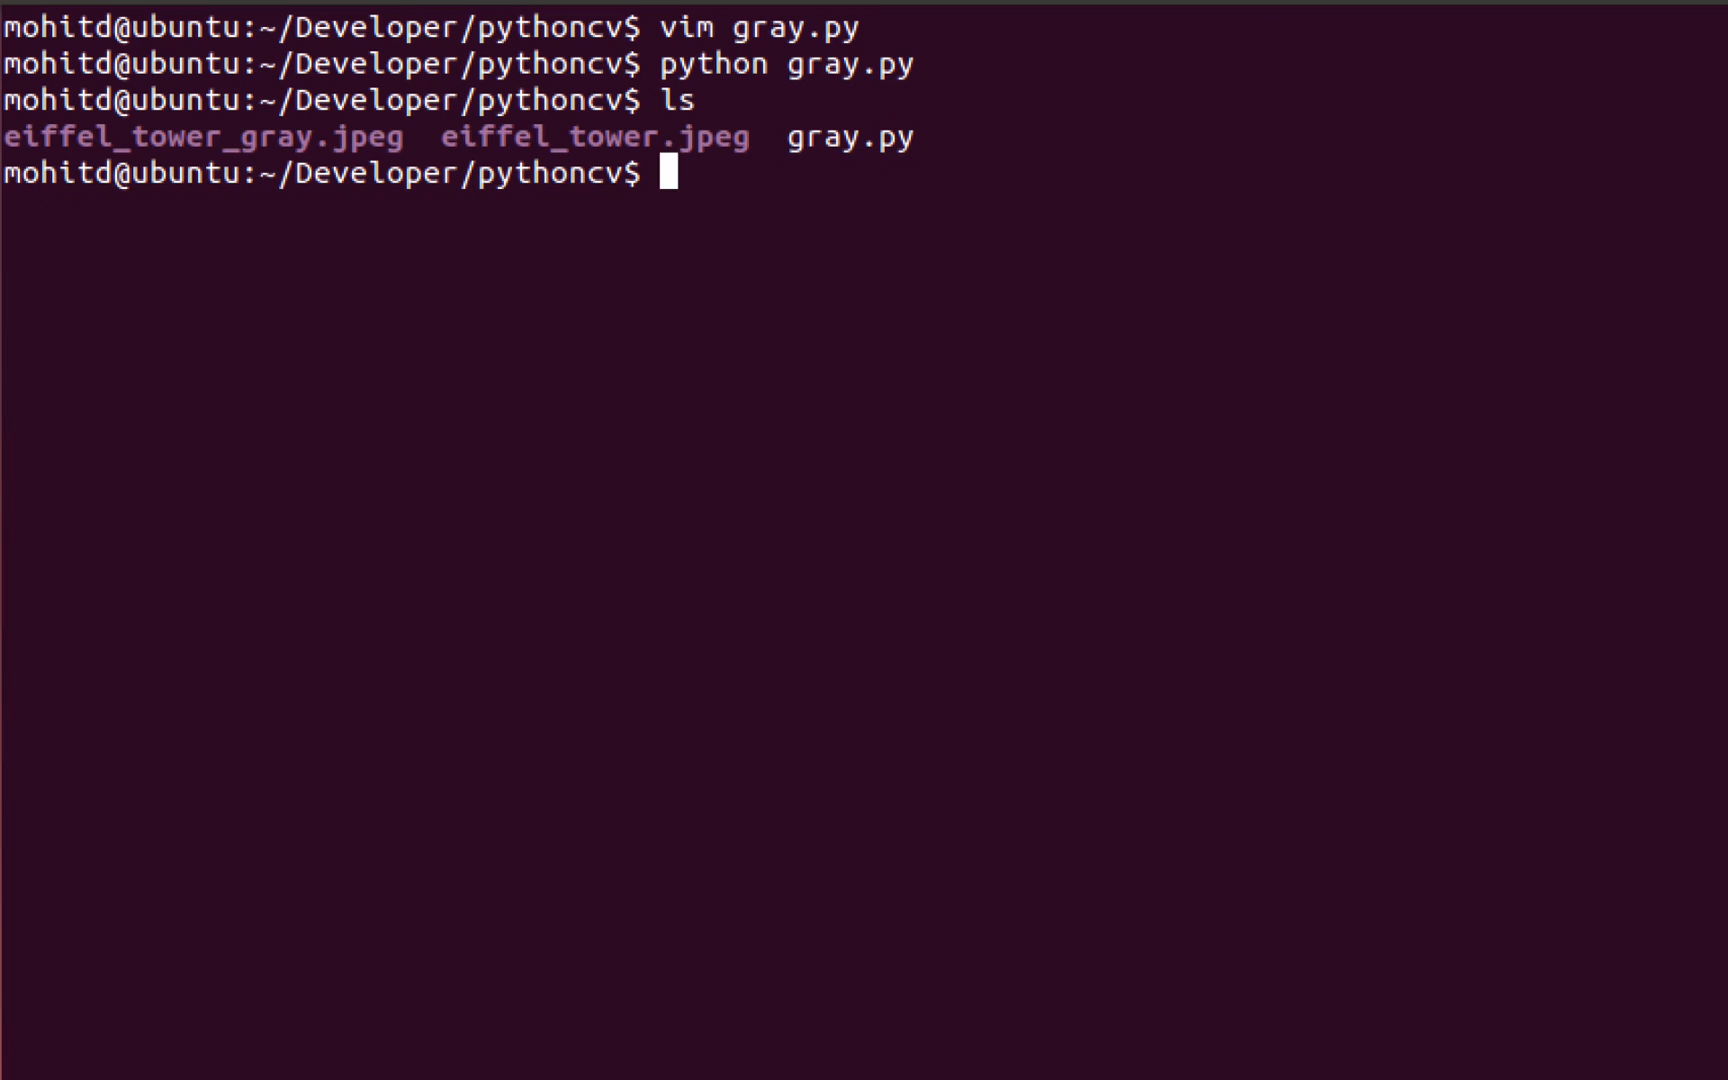 mohitd@ubuntu:~/Developer/pythoncv$ vim gray.py
mohitd@ubuntu:~/Developer/pythoncv$ python gray.py
mohitd@ubuntu:~/Developer/pythoncv$ ls
eiffel_tower_gray.jpeg  eiffel_tower.jpeg  gray.py
mohitd@ubuntu:~/Developer/pythoncv$